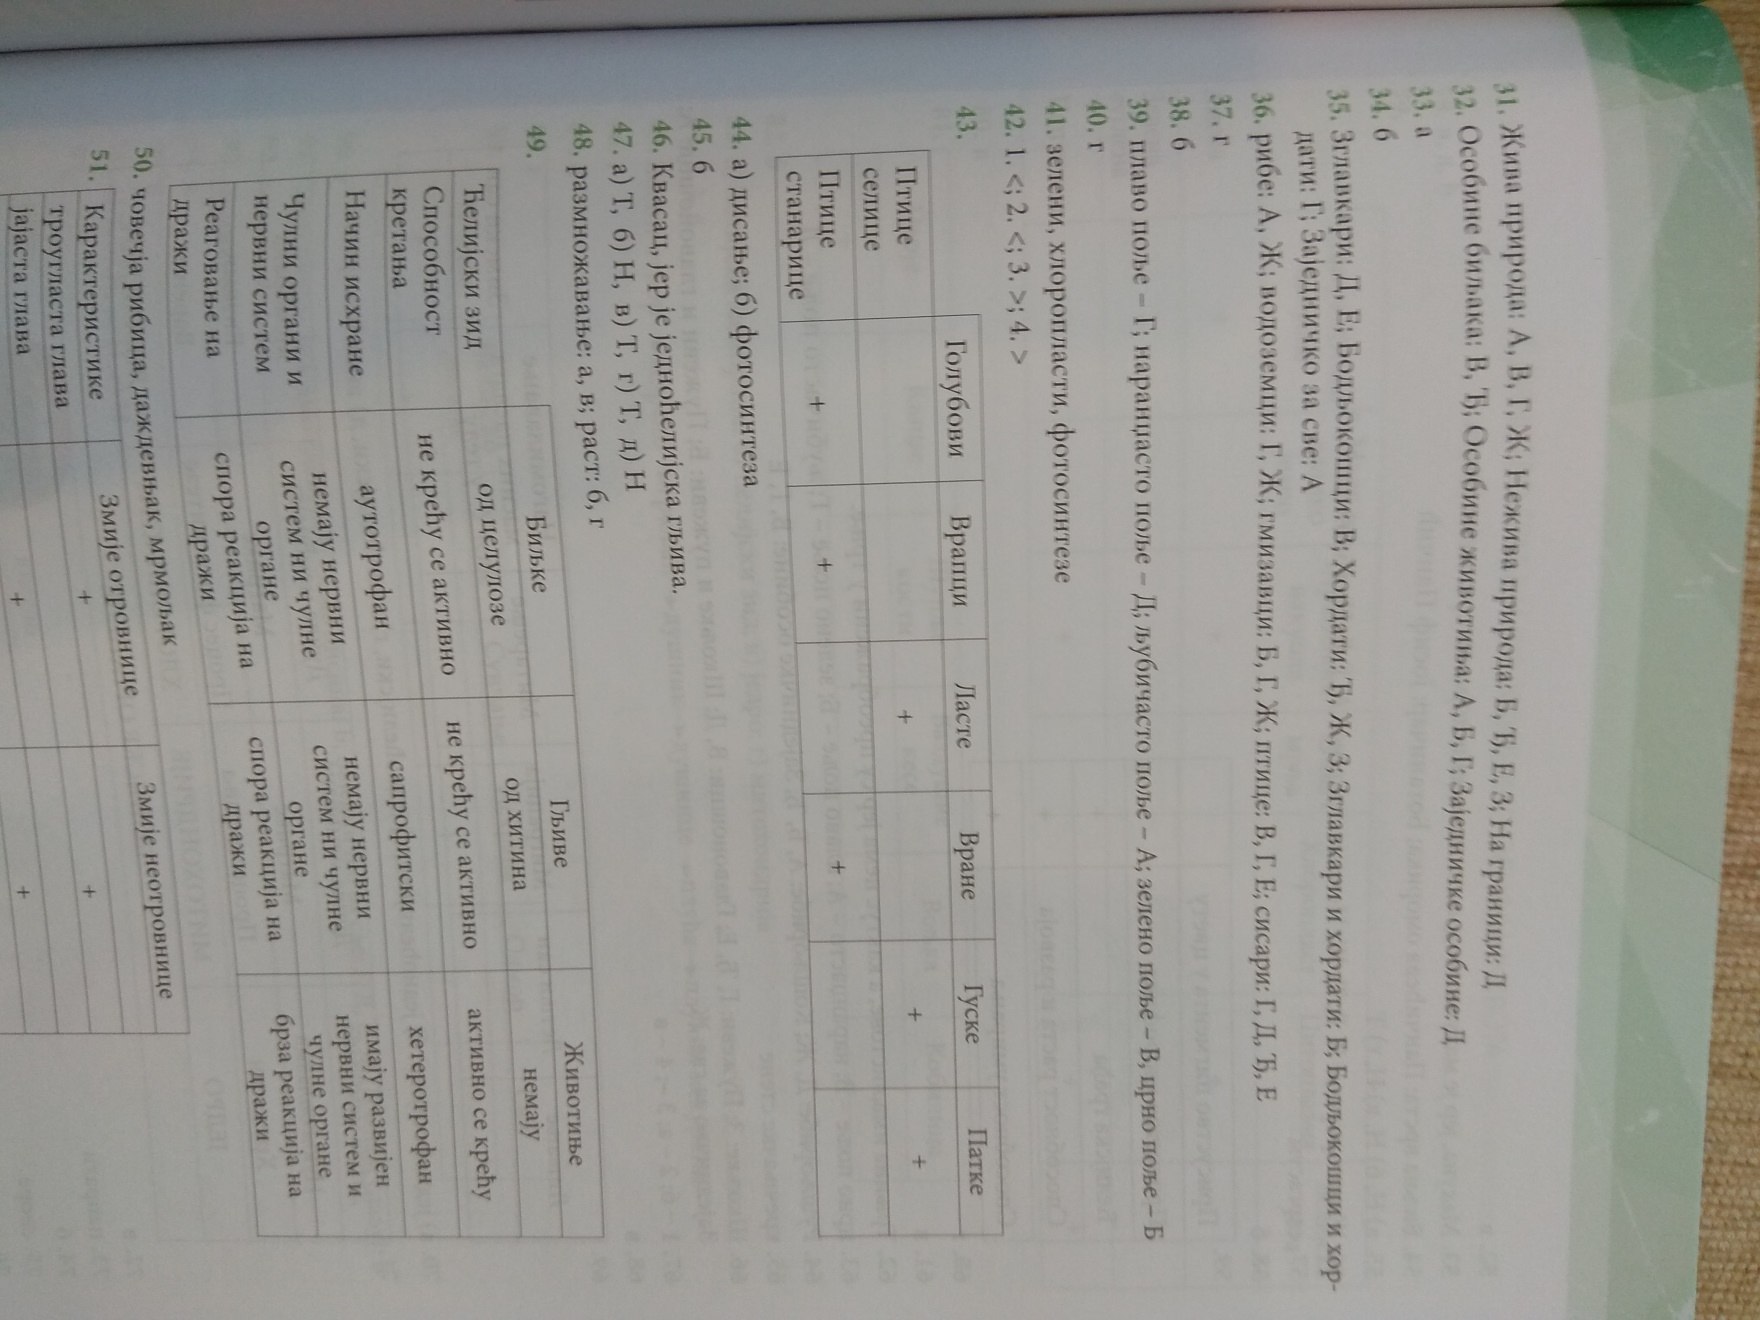 31. Жива природа: А, В, Г, Ж; Нежива природа: Б, Ђ, Е, З; На граници: Д
32. Особине биљака: В, Ђ; Особине животиња: А, Б, Г; Заједничке особине: Д
33. а
34. б
35. Зглавкари: Д, Е; Бодљокошци: В; Хордати: Ђ, Ж, З; Зглавкари и хордати: Б; Бодљокошци и хор-
дати: Г; Заједничко за све: А
36. рибе: А, Ж; водоземци: Г, Ж; гмизавци: Б, Г, Ж; птице: В, Г, Е; сисари: Г, Д, Ђ, Е
37. г
38. б
39. плаво поље – Г; наранџасто поље – Д; љубичасто поље – А; зелено поље – В, црно поље – Б
40. г
41. зелени, хлоропласти, фотосинтезе
42. 1. <; 2. <; 3. >; 4. >
43.
Голубови Врапци Ласте Вране Гуске Патке
Птице селице + + +
Птице станарице + + +
44. а) дисање; б) фотосинтеза
45. б
46. Квасац, јер је једноћелијска гљива.
47. а) Т, б) Н, в) Т, г) Т, д) Н
48. размножавање: а, в; раст: б, г
49.
Биљке Гљиве Животиње
Ћелијски зид од целулозе од хитина немају
Способност кретања не крећу се активно не крећу се активно активно се крећу
Начин исхране аутотрофан сапрофитски хетеротрофан
Чулни органи и нервни систем немају нервни систем ни чулне органе немају нервни систем ни чулне органе имају развијен нервни систем и чулне органе
Реаговање на дражи спора реакција на дражи спора реакција на дражи брза реакција на дражи
50. човечја рибица, даждевњак, мрмољак
51.
Карактеристике Змије отровнице Змије неотровнице
троугласта глава + +
јајаста глава + +